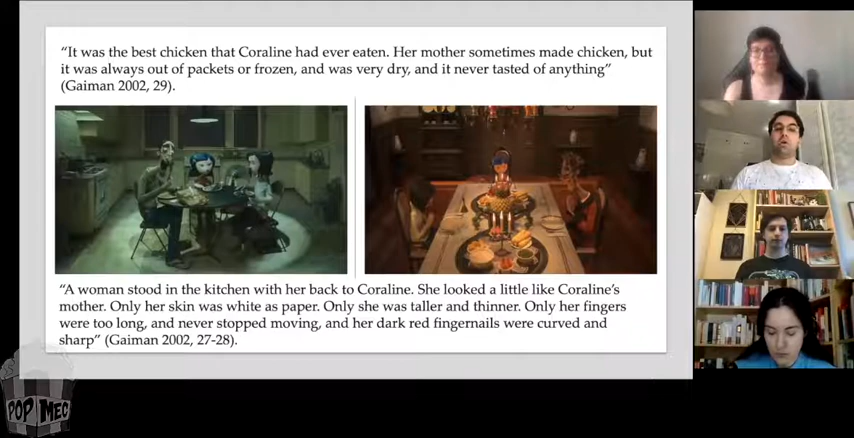 “It was the best chicken that Coraline had ever eaten. Her mother sometimes made chicken, but
it was always out of packets or frozen, and was very dry, and it never tasted of anything”
(Gaiman 2002, 29).
“A woman stood in the kitchen with her back to Coraline. She looked a little like Coraline’s
mother. Only her skin was white as paper. Only she was taller and thinner. Only her fingers
were too long, and never stopped moving, and her dark red fingernails were curved and
sharp” (Gaiman 2002, 27-28).
POP MEC